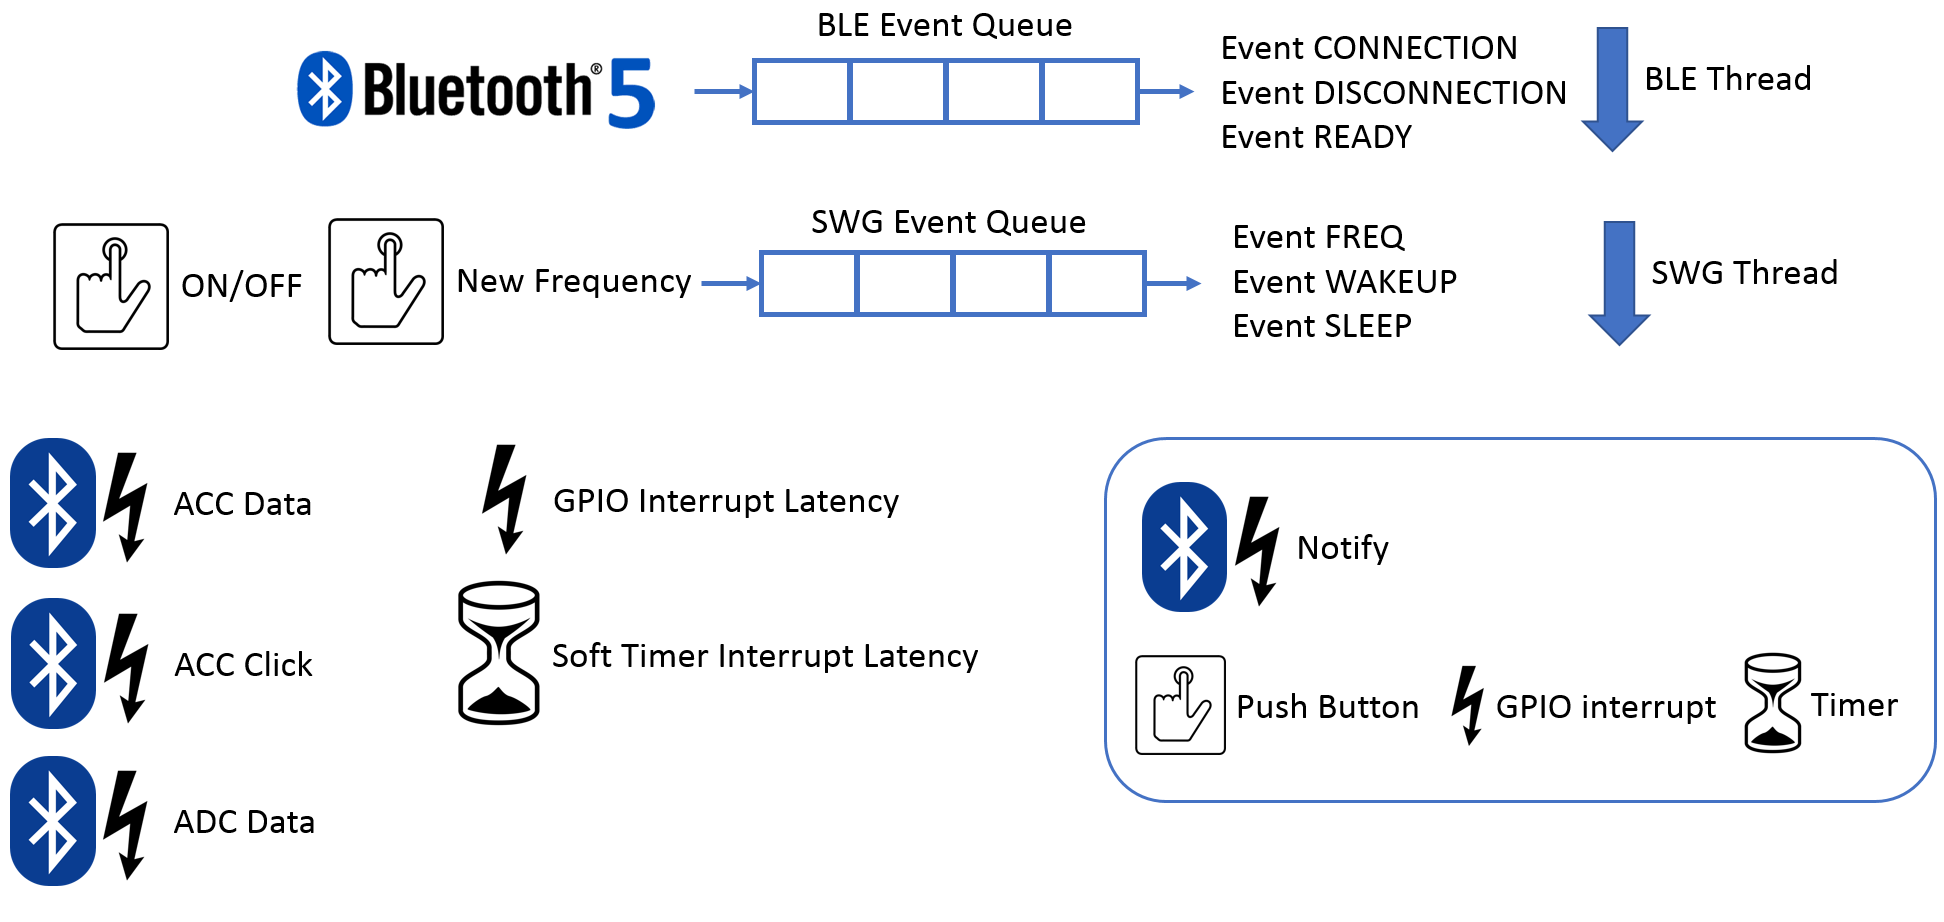 BLE Event Queue
Bluetooth® 5
Event CONNECTION
Event DISCONNECTION
Event READY
BLE Thread
SWG Event Queue
ON/OFF
New Frequency
Event FREQ
Event WAKEUP
Event SLEEP
SWG Thread
ACC Data
GPIO Interrupt Latency
Notify
ACC Click
Soft Timer Interrupt Latency
Push Button
GPIO interrupt
Timer
ADC Data